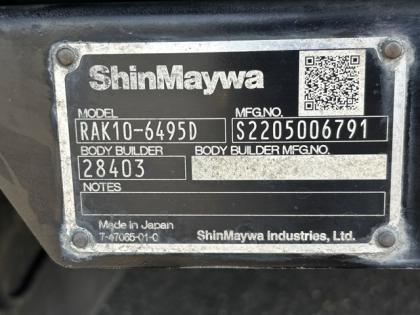 ShinMaywa
MODEL MFG.NO.
RAK10-6495D S2205006791
BODY BUILDER BODY BUILDER MFG.NO.
28403
NOTES
Made in Japan
7-47065-01-0 ShinMaywa Industries, Ltd.